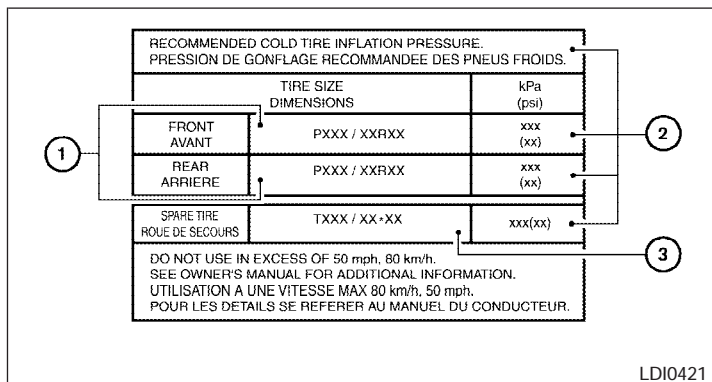 RECOMMENDED COLD TIRE INFLATION PRESSURE.
PRESSION DE GONFLAGE RECOMMANDEE DES PNEUS FROIDS.
TIRE SIZE
DIMENSIONS
kPa
(psi)
FRONT
AVANT
PXXX / XXRXX
xxx
(xx)
REAR
ARRIERE
PXXX / XXRXX
xxx
(xx)
SPARE TIRE
ROUE DE SECOURS
TXXX / XX*XX
xxx(xx)
DO NOT USE IN EXCESS OF 50 mph, 80 km/h.
SEE OWNER'S MANUAL FOR ADDITIONAL INFORMATION.
UTILISATION A UNE VITESSE MAX 80 km/h, 50 mph.
POUR LES DETAILS SE REFERER AU MANUEL DU CONDUCTEUR.
1
2
3
LDI0421